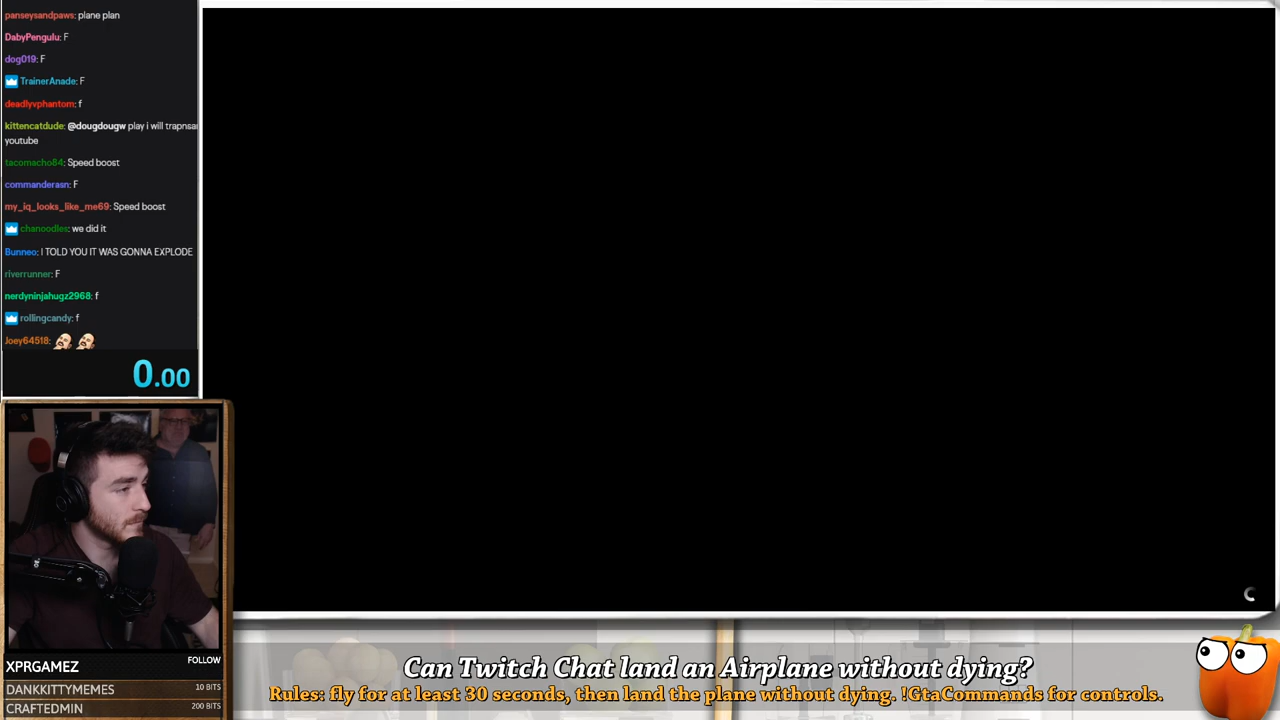 panseysandpaws: plane plan
DabyPengulu: F
dog019: F
TrainerAnade: F
deadlyvphantom: f
kittencatdude: @dougdougw play i will trapnsar
youtube
tacomacho84: Speed boost
commanderasn: F
my_iq_looks_like_me69: Speed boost
chanoodles: we did it
Bunneo: I TOLD YOU IT WAS GONNA EXPLODE
riverrunner: F
nerdyninjahugz2968: f
rollingcandy: f
Joey64518:
0.00
XPRGAMEZ FOLLOW
DANKKITTYMEMES 10 BITS
CRAFTEDMIN 200 BITS
Can Twitch Chat land an Airplane without dying?
Rules: fly for at least 30 seconds, then land the plane without dying. !GtaCommands for controls.